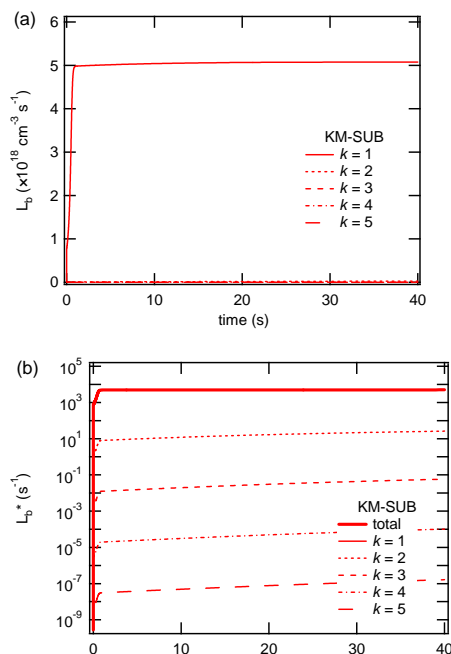 (a)
6
5
4
3
2
1
0
L_b (×10^18 cm^-3 s^-1)
KM-SUB
k = 1
k = 2
k = 3
k = 4
k = 5
0 10 20 30 40
time (s)
(b)
10^5
10^3
10^1
10^-1
10^-3
10^-5
10^-7
10^-9
L_b* (s^-1)
KM-SUB
total
k = 1
k = 2
k = 3
k = 4
k = 5
0 10 20 30 40